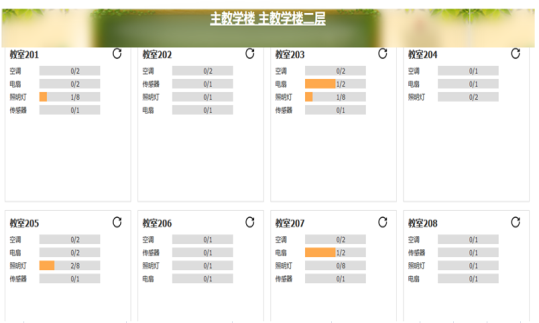 主教学楼 主教学楼二层
教室201
空调 0/2
电扇 0/2
照明灯 1/8
传感器 0/1
教室202
空调 0/2
传感器 0/1
电扇 0/1
教室203
空调 0/2
电扇 1/2
照明灯 1/8
传感器 0/1
教室204
空调 0/1
电扇 0/1
照明灯 0/2
教室205
空调 0/2
电扇 0/2
照明灯 2/8
传感器 0/1
教室206
空调 0/1
传感器 0/1
照明灯 0/1
电扇 0/1
教室207
空调 0/2
电扇 1/2
照明灯 0/8
传感器 0/1
教室208
空调 0/1
传感器 0/1
照明灯 0/1
电扇 0/1